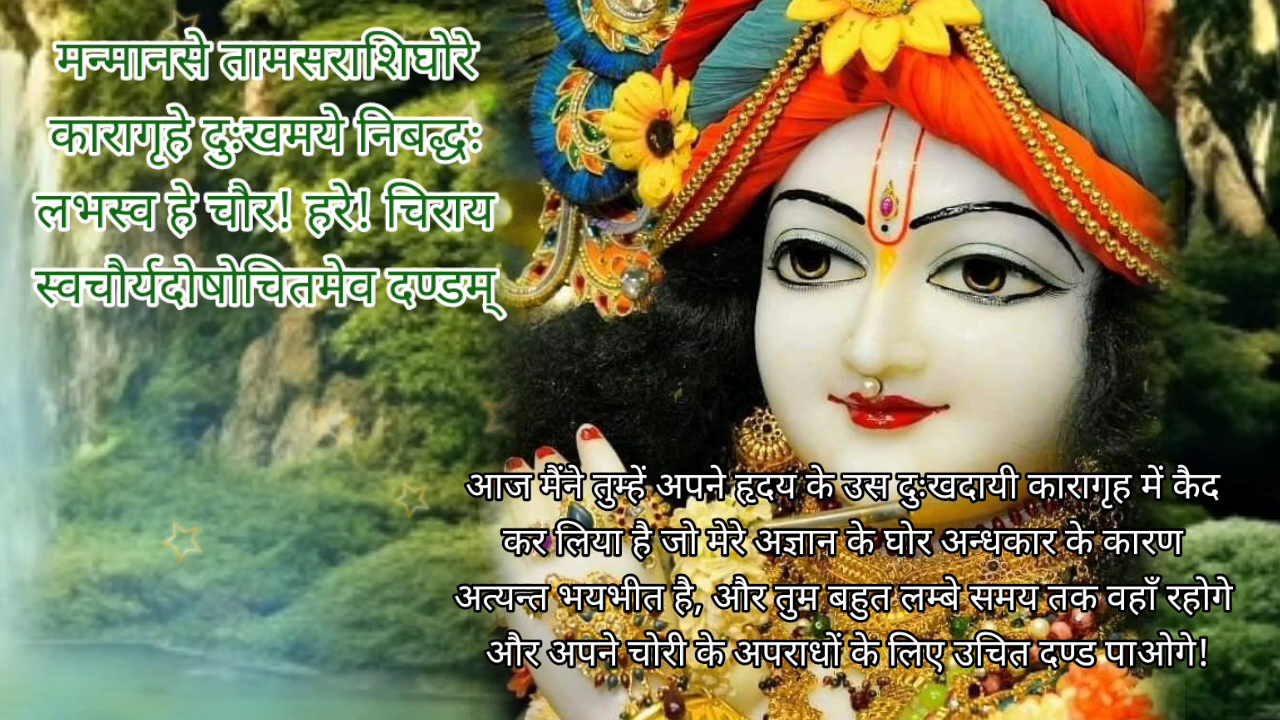 मन्मानसे तामसराशिघोरे
कारागृहे दुःखमये निबद्धः
लभस्व हे चौर! हरे! चिराय
स्वचौर्यदोषोचितमेव दण्डम्
आज मैंने तुम्हें अपने हृदय के उस दुःखदायी कारागृह में कैद
कर लिया है जो मेरे अज्ञान के घोर अन्धकार के कारण
अत्यन्त भयभीत है, और तुम बहुत लम्बे समय तक वहाँ रहोगे
और अपने चोरी के अपराधों के लिए उचित दण्ड पाओगे!